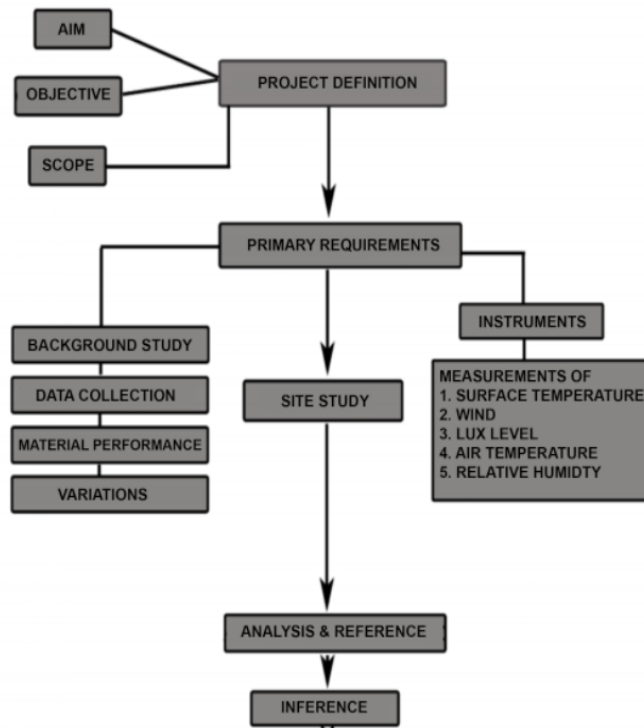 AIM
OBJECTIVE
SCOPE
PROJECT DEFINITION
PRIMARY REQUIREMENTS
BACKGROUND STUDY
DATA COLLECTION
MATERIAL PERFORMANCE
VARIATIONS
SITE STUDY
INSTRUMENTS
MEASUREMENTS OF
1. SURFACE TEMPERATURE
2. WIND
3. LUX LEVEL
4. AIR TEMPERATURE
5. RELATIVE HUMIDTY
ANALYSIS & REFERENCE
INFERENCE